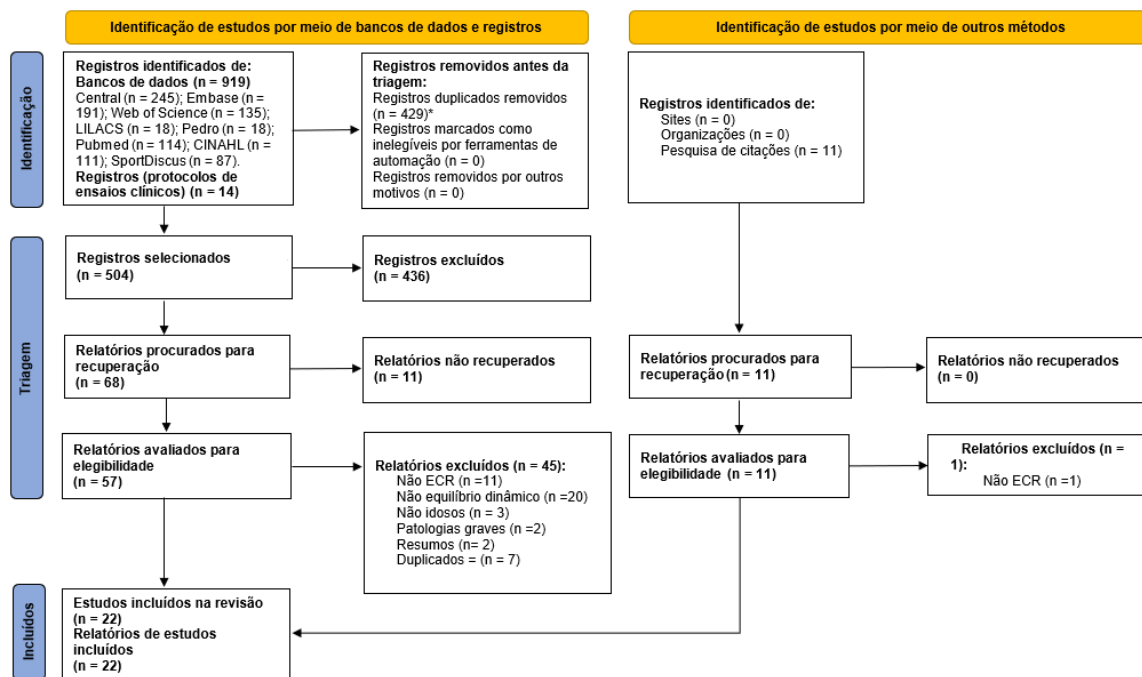 Identificação de estudos por meio de bancos de dados e registros
Identificação de estudos por meio de outros métodos
Identificação
Registros identificados de:
Bancos de dados (n = 919)
Central (n = 245); Embase (n =
191); Web of Science (n = 135);
LILACS (n = 18); Pedro (n = 18);
Pubmed (n = 114); CINAHL (n =
111); SportDiscus (n = 87).
Registros (protocolos de
ensaios clínicos) (n = 14)
Registros removidos antes da
triagem:
Registros duplicados removidos
(n = 429)*
Registros marcados como
inelegíveis por ferramentas de
automação (n = 0)
Registros removidos por outros
motivos (n = 0)
Registros identificados de:
Sites (n = 0)
Organizações (n = 0)
Pesquisa de citações (n = 11)
Triagem
Registros selecionados
(n = 504)
Registros excluídos
(n = 436)
Relatórios procurados para
recuperação
(n = 68)
Relatórios não recuperados
(n = 11)
Relatórios procurados para
recuperação (n = 11)
Relatórios não recuperados
(n = 0)
Relatórios avaliados para
elegibilidade
(n = 57)
Relatórios excluídos (n = 45):
Não ECR (n =11)
Não equilíbrio dinâmico (n =20)
Não idosos (n = 3)
Patologias graves (n =2)
Resumos (n= 2)
Duplicados = (n = 7)
Relatórios avaliados para
elegibilidade (n = 11)
Relatórios excluídos (n =
1):
Não ECR (n =1)
Incluídos
Estudos incluídos na revisão
(n = 22)
Relatórios de estudos
incluídos
(n = 22)